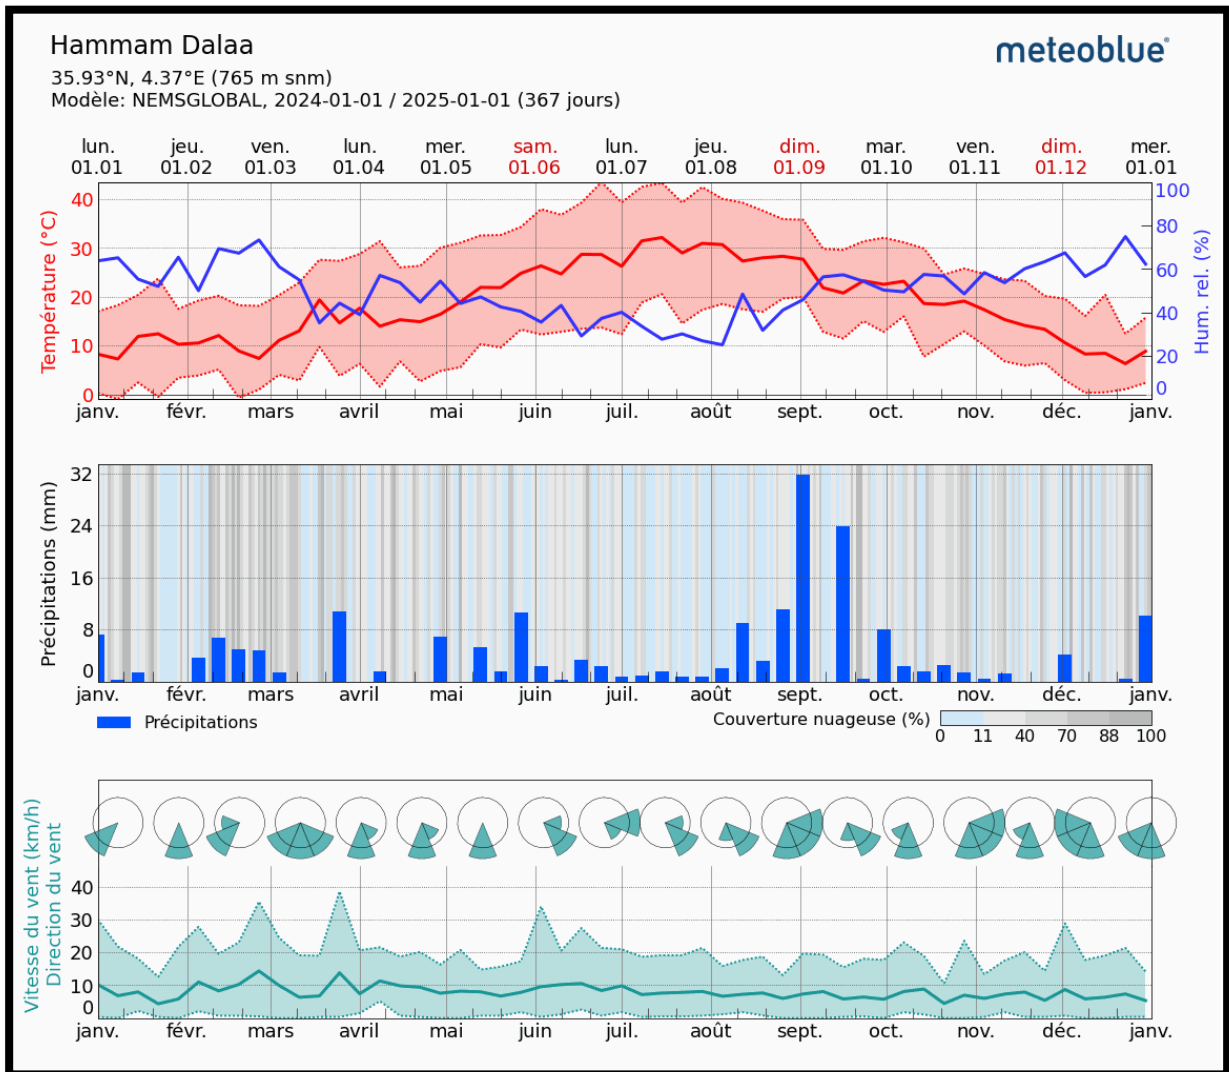 Hammam Dalaa
meteoblue®
35.93°N, 4.37°E (765 m snm)
Modèle: NEMSGLOBAL, 2024-01-01 / 2025-01-01 (367 jours)
lun. jeu. ven. lun. mer. sam. lun. jeu. dim. mar. ven. dim. mer.
01.01 01.02 01.03 01.04 01.05 01.06 01.07 01.08 01.09 01.10 01.11 01.12 01.01
Température (°C)
40
30
20
10
0
100
80
60
40
20
0
Hum. rel. (%)
janv. févr. mars avril mai juin juil. août sept. oct. nov. déc. janv.
Précipitations (mm)
32
24
16
8
0
janv. févr. mars avril mai juin juil. août sept. oct. nov. déc. janv.
Précipitations
Couverture nuageuse (%)
0 11 40 70 88 100
Vitesse du vent (km/h)
Direction du vent
40
30
20
10
0
janv. févr. mars avril mai juin juil. août sept. oct. nov. déc. janv.